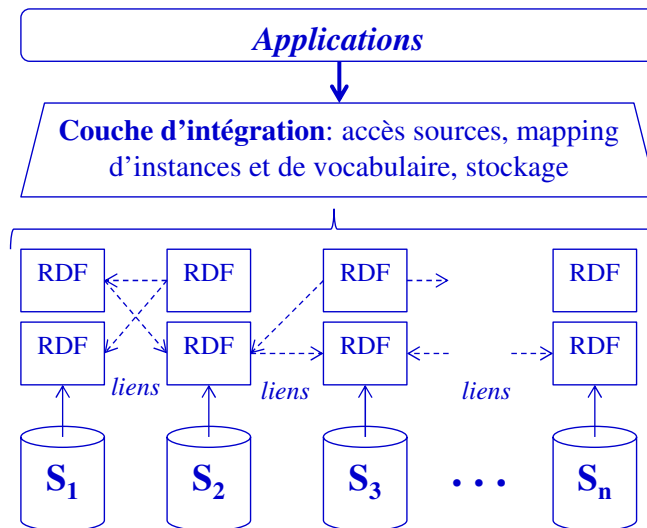 Applications
Couche d'intégration: accès sources, mapping
d'instances et de vocabulaire, stockage
RDF RDF RDF RDF
RDF RDF RDF RDF
liens liens liens
S1 S2 S3 . . . Sn